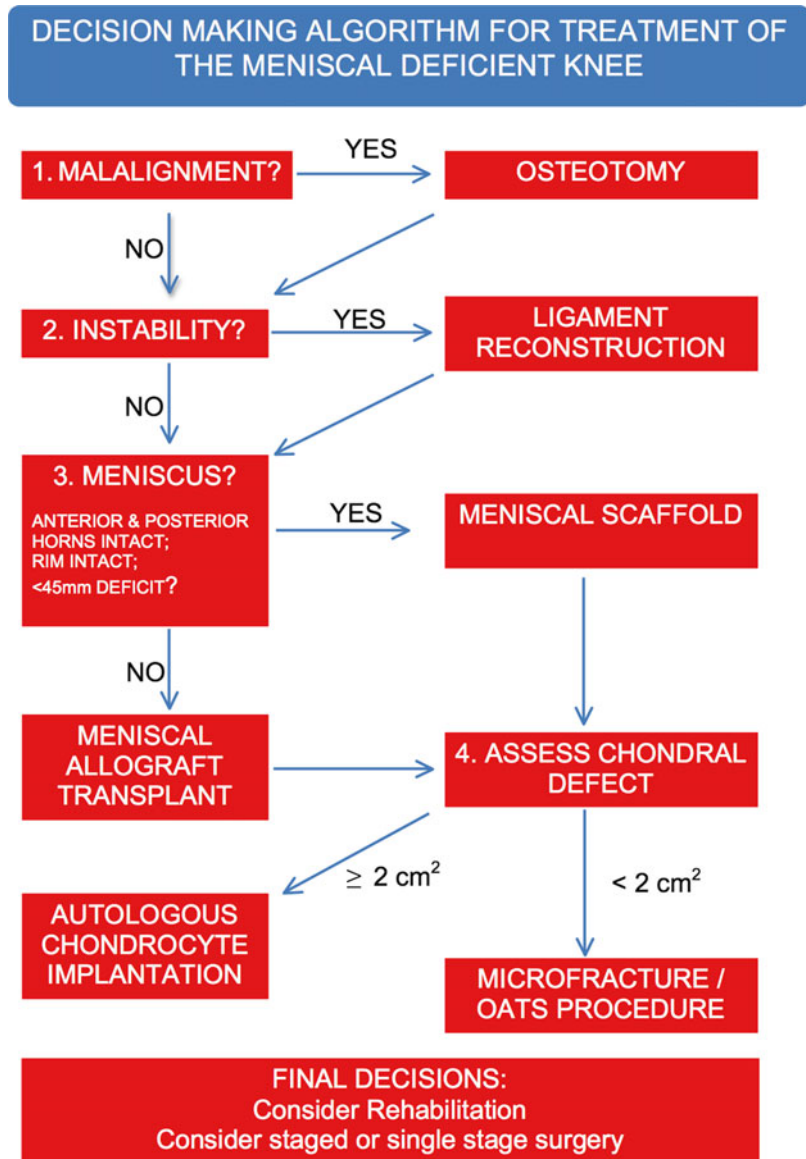 DECISION MAKING ALGORITHM FOR TREATMENT OF
THE MENISCAL DEFICIENT KNEE
1. MALALIGNMENT?
YES
OSTEOTOMY
NO
2. INSTABILITY?
YES
LIGAMENT
RECONSTRUCTION
NO
3. MENISCUS?
ANTERIOR & POSTERIOR
HORNS INTACT;
RIM INTACT;
<45mm DEFICIT?
YES
MENISCAL SCAFFOLD
NO
MENISCAL
ALLOGRAFT
TRANSPLANT
4. ASSESS CHONDRAL
DEFECT
≥ 2 cm²
< 2 cm²
AUTOLOGOUS
CHONDROCYTE
IMPLANTATION
MICROFRACTURE /
OATS PROCEDURE
FINAL DECISIONS:
Consider Rehabilitation
Consider staged or single stage surgery